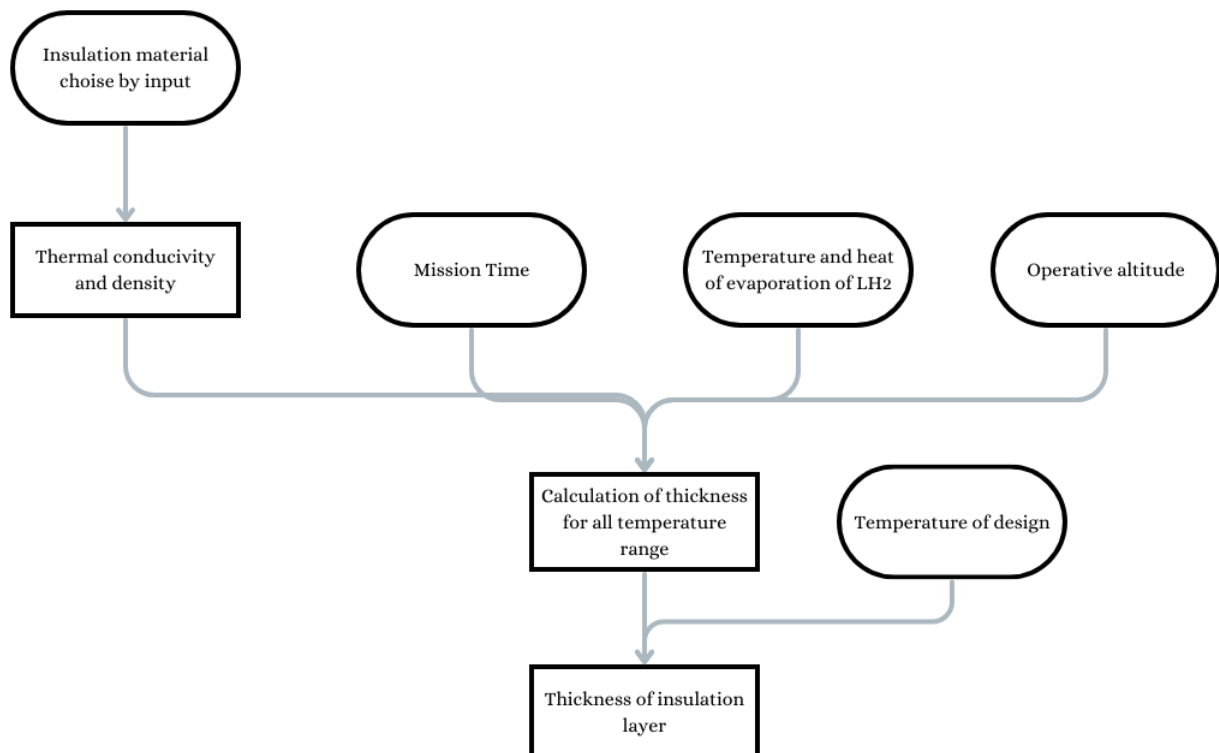 Insulation material
choise by input
Thermal conducivity
and density
Mission Time
Temperature and heat
of evaporation of LH2
Operative altitude
Calculation of thickness
for all temperature
range
Temperature of design
Thickness of insulation
layer